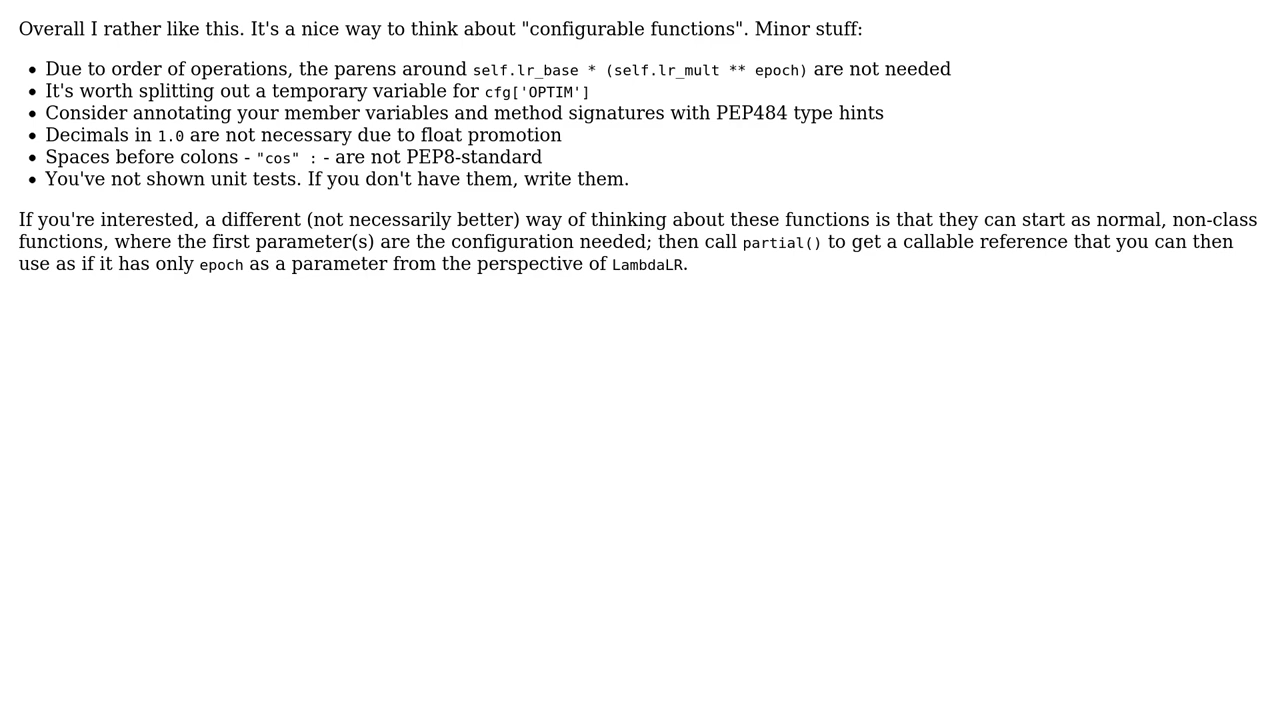 Overall I rather like this. It's a nice way to think about "configurable functions". Minor stuff:
• Due to order of operations, the parens around self.lr_base * (self.lr_mult ** epoch) are not needed
• It's worth splitting out a temporary variable for cfg['OPTIM']
• Consider annotating your member variables and method signatures with PEP484 type hints
• Decimals in 1.0 are not necessary due to float promotion
• Spaces before colons - "cos" : - are not PEP8-standard
• You've not shown unit tests. If you don't have them, write them.
If you're interested, a different (not necessarily better) way of thinking about these functions is that they can start as normal, non-class
functions, where the first parameter(s) are the configuration needed; then call partial() to get a callable reference that you can then
use as if it has only epoch as a parameter from the perspective of LambdaLR.